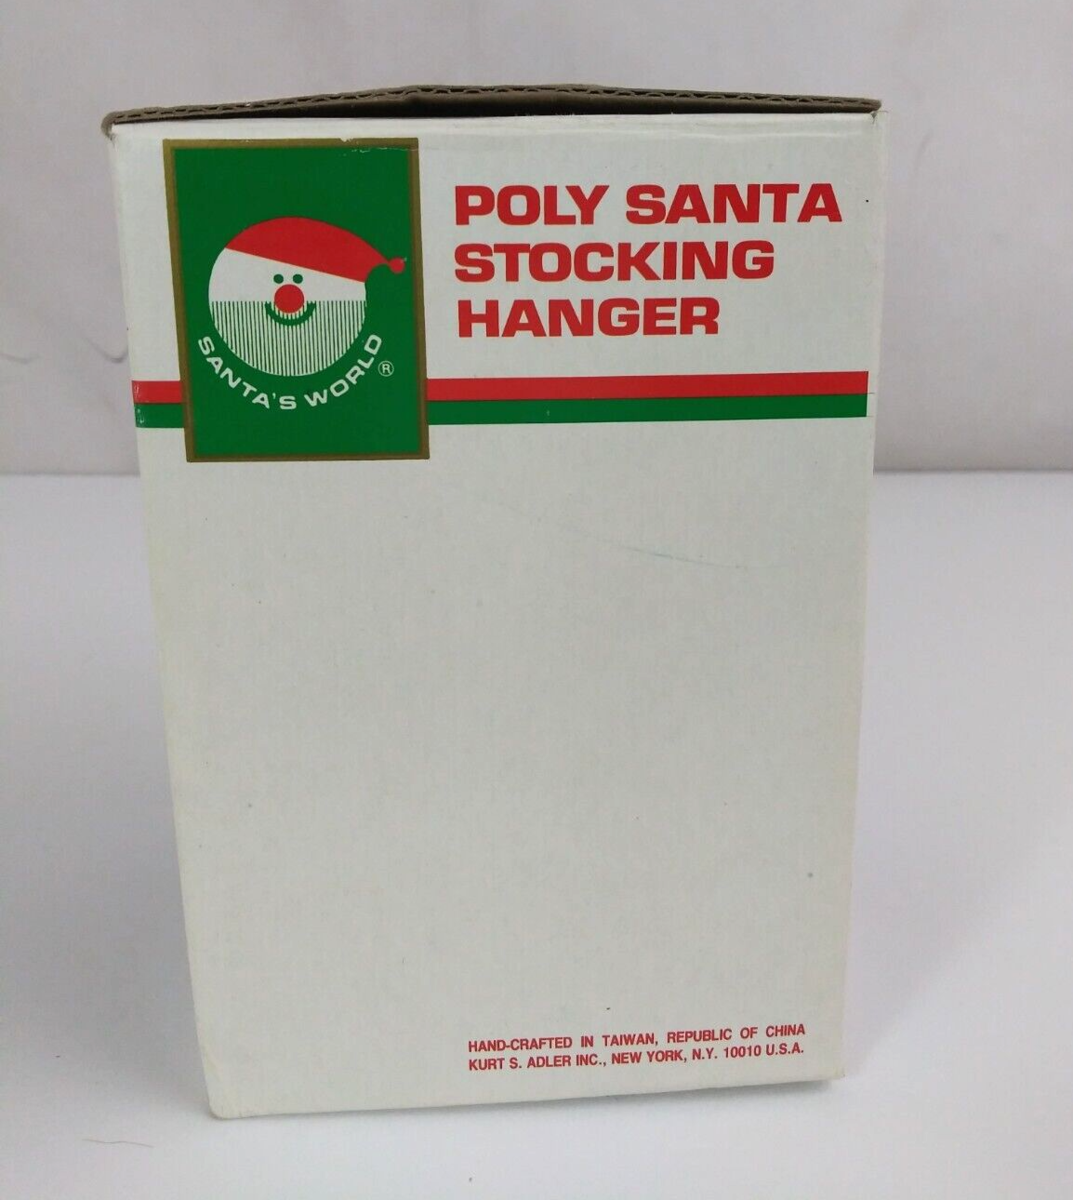 POLY SANTA
STOCKING
HANGER
SANTA'S WORLD ®
HAND-CRAFTED IN TAIWAN, REPUBLIC OF CHINA
KURT S. ADLER INC., NEW YORK, N.Y. 10010 U.S.A.